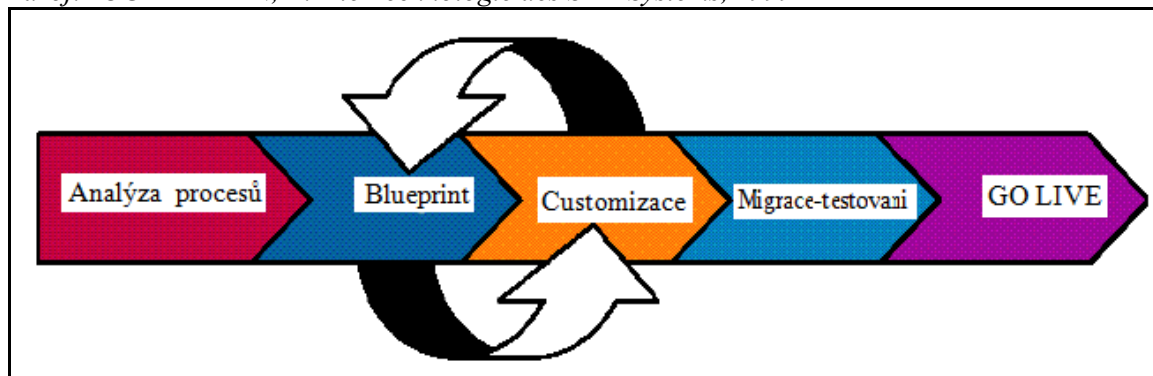 Analýza procesů
Blueprint
Customizace
Migrace-testovani
GO LIVE